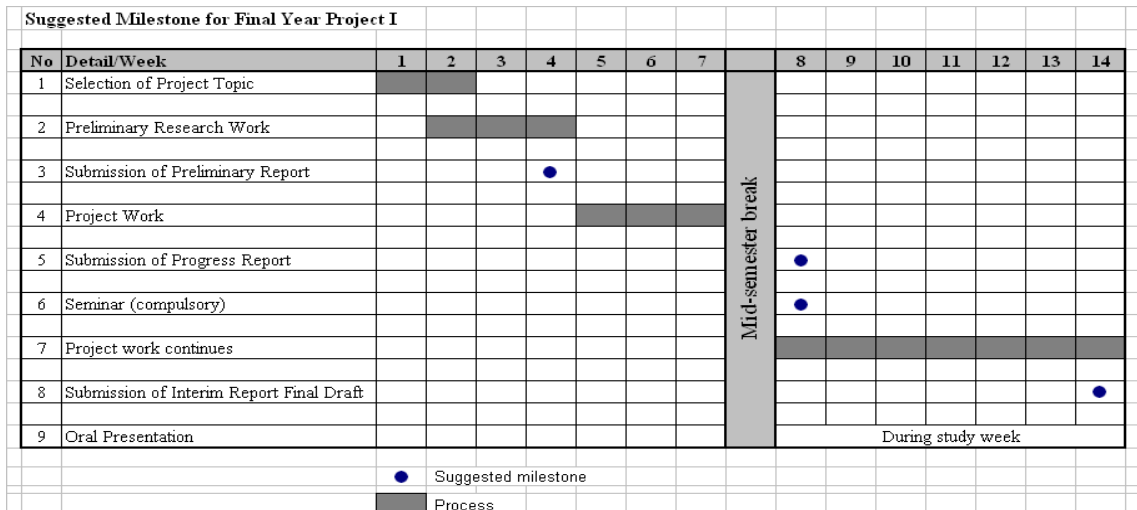 Suggested Milestone for Final Year Project I
No Detail/Week 1 2 3 4 5 6 7 8 9 10 11 12 13 14
1 Selection of Project Topic
2 Preliminary Research Work
3 Submission of Preliminary Report
4 Project Work
Mid-semester break
5 Submission of Progress Report
6 Seminar (compulsory)
7 Project work continues
8 Submission of Interim Report Final Draft
9 Oral Presentation During study week
Suggested milestone
Process